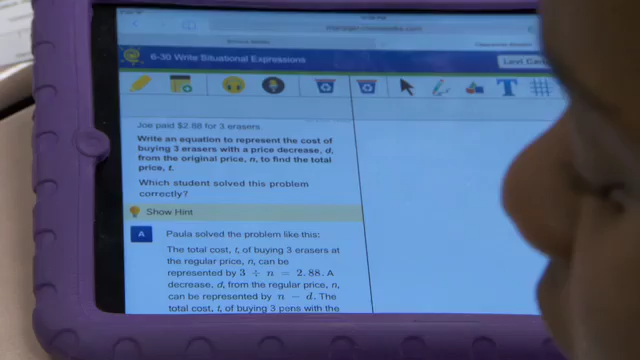 6-30 Write Situational Expressions
Joe paid $2.88 for 3 erasers.
Write an equation to represent the cost of
buying 3 erasers with a price decrease, d,
from the original price, n, to find the total
price, t.
Which student solved this problem
correctly?
Show Hint
A
Paula solved the problem like this:
The total cost, t, of buying 3 erasers at
the regular price, n, can be
represented by 3 ÷ n = 2.88. A
decrease, d, from the regular price, n,
can be represented by n − d. The
total cost, t, of buying 3 pens with the
T